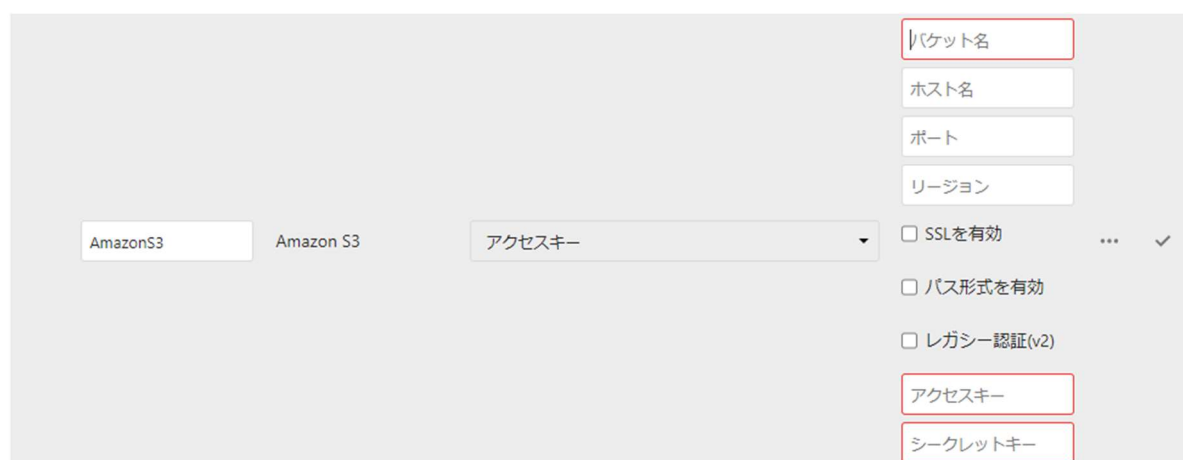 バケット名
ホスト名
ポート
リージョン
AmazonS3 Amazon S3 アクセスキー SSLを有効
パス形式を有効
レガシー認証(v2)
アクセスキー
シークレットキー